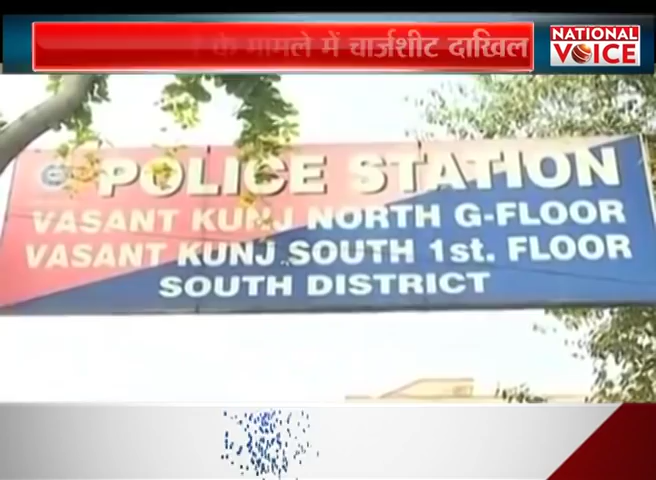 के मामले में चार्जशीट दाखिल
NATIONAL
VOICE
POLICE STATION
VASANT KUNJ NORTH G-FLOOR
VASANT KUNJ SOUTH 1st. FLOOR
SOUTH DISTRICT